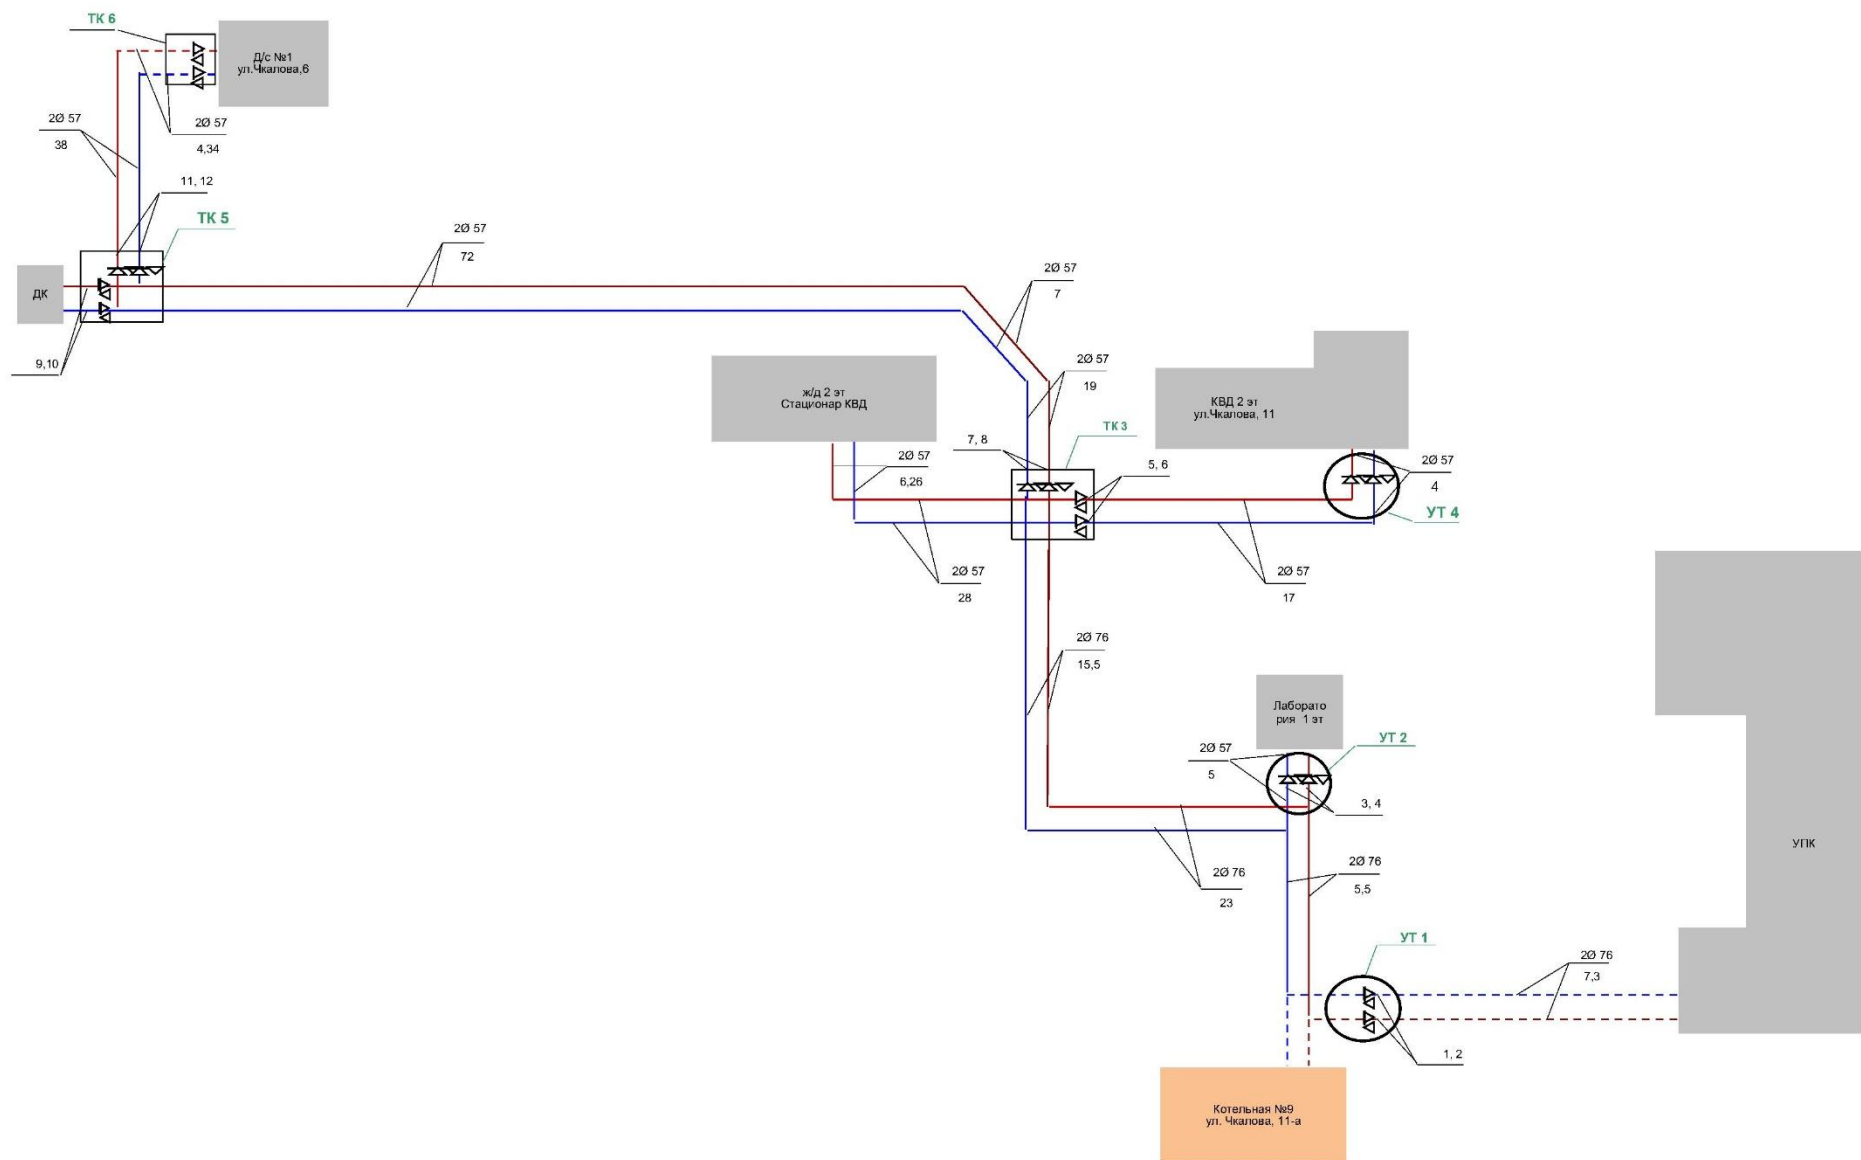 ТК 6
Д/с №1
ул.Чкалова,6
2Ø 57
38
2Ø 57
4,34
11, 12
ТК 5
2Ø 57
72
2Ø 57
7
ДК
9,10
2Ø 57
19
ж/д 2 эт
Стационар КВД
КВД 2 эт
ул.Чкалова, 11
ТК 3
7, 8
5, 6
2Ø 57
6,26
2Ø 57
4
УТ 4
2Ø 57
28
2Ø 57
17
2Ø 76
15,5
Лаборато
рия 1 эт
УТ 2
2Ø 57
5
3, 4
УПК
2Ø 76
5,5
2Ø 76
23
УТ 1
2Ø 76
7,3
1, 2
Котельная №9
ул. Чкалова, 11-а